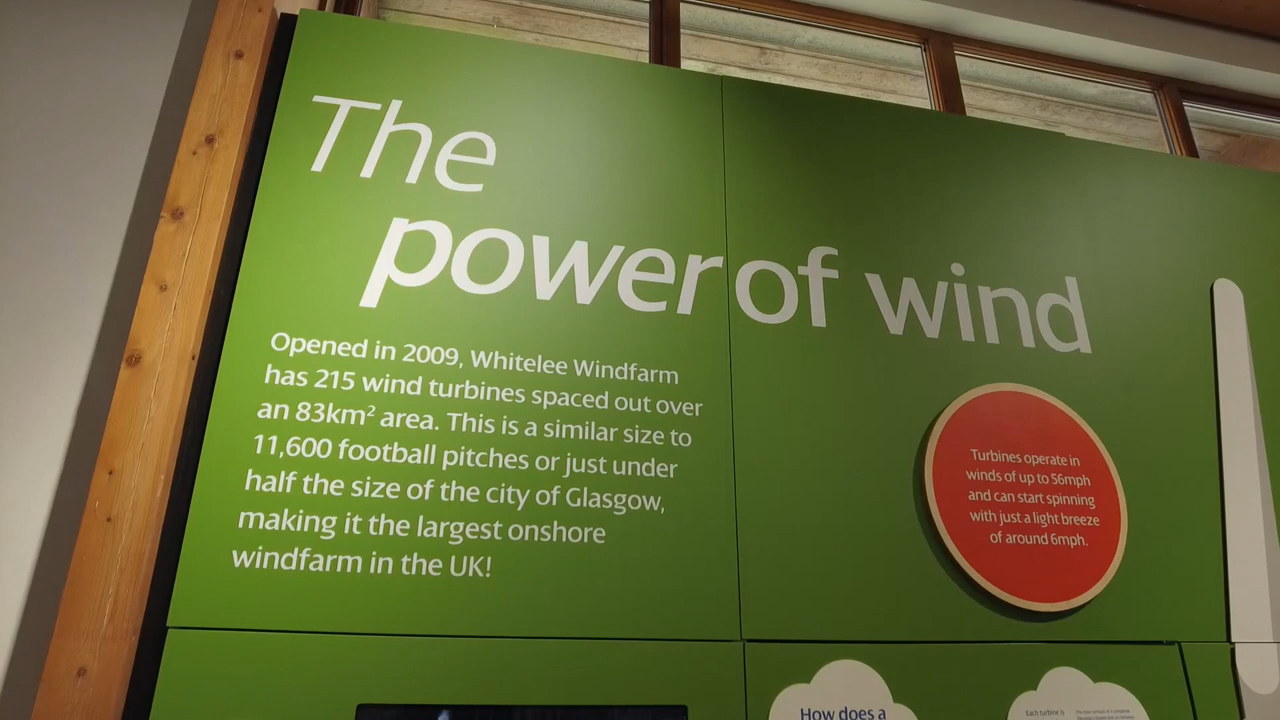 The
power of wind
Opened in 2009, Whitelee Windfarm
has 215 wind turbines spaced out over
an 83km² area. This is a similar size to
11,600 football pitches or just under
half the size of the city of Glasgow,
making it the largest onshore
windfarm in the UK!
Turbines operate in
winds of up to 56mph
and can start spinning
with just a light breeze
of around 6mph.
How does a
Each turbine is